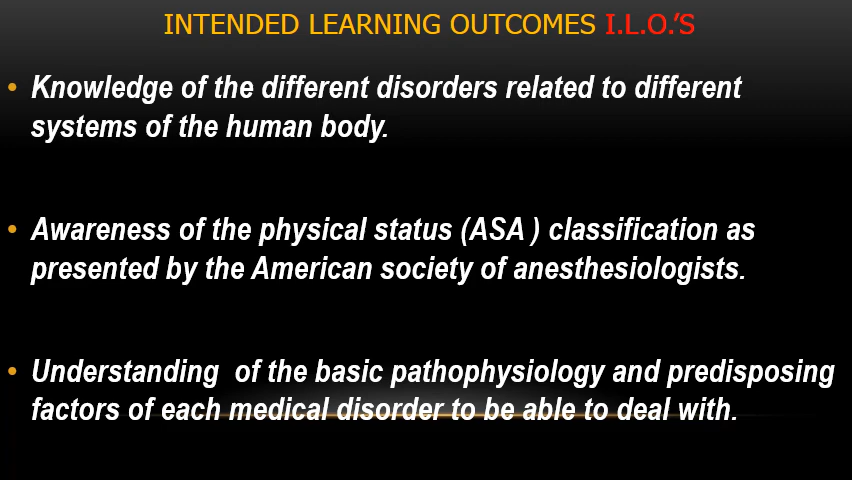 INTENDED LEARNING OUTCOMES I.L.O.'S
• Knowledge of the different disorders related to different
systems of the human body.
• Awareness of the physical status (ASA ) classification as
presented by the American society of anesthesiologists.
• Understanding  of the basic pathophysiology and predisposing
factors of each medical disorder to be able to deal with.